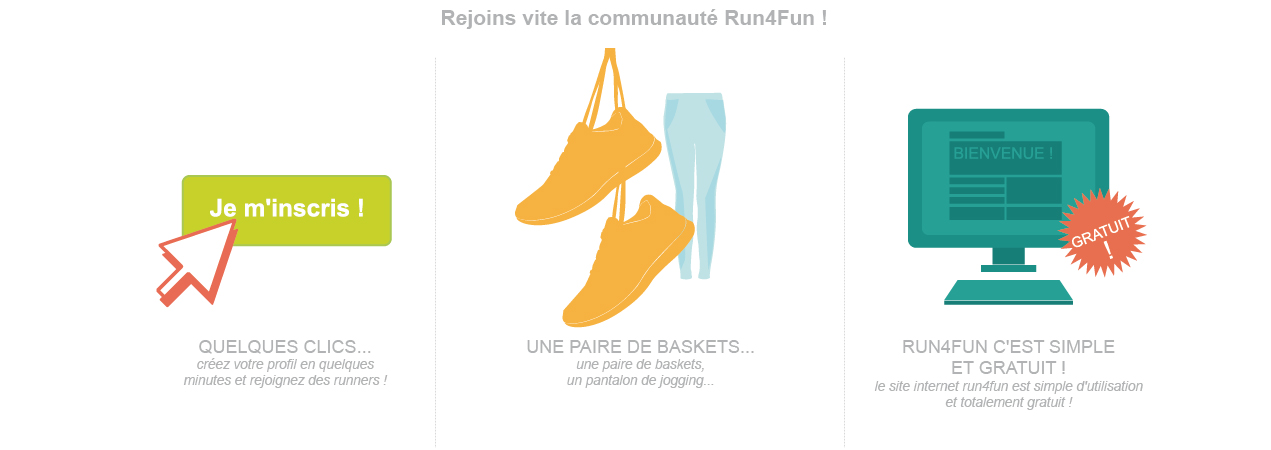 Rejoins vite la communauté Run4Fun !
Je m'inscris !
QUELQUES CLICS...
créez votre profil en quelques
minutes et rejoignez des runners !
UNE PAIRE DE BASKETS...
une paire de baskets,
un pantalon de jogging...
BIENVENUE !
GRATUIT
!
RUN4FUN C'EST SIMPLE
ET GRATUIT !
le site internet run4fun est simple d'utilisation
et totalement gratuit !